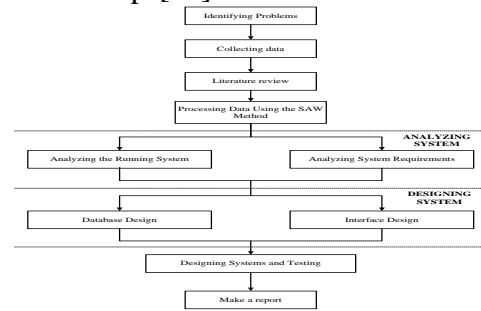 Identifying Problems
Collecting data
Literature review
Processing Data Using the SAW
Method
ANALYZING
SYSTEM
Analyzing the Running System
Analyzing System Requirements
DESIGNING
SYSTEM
Database Design
Interface Design
Designing Systems and Testing
Make a report